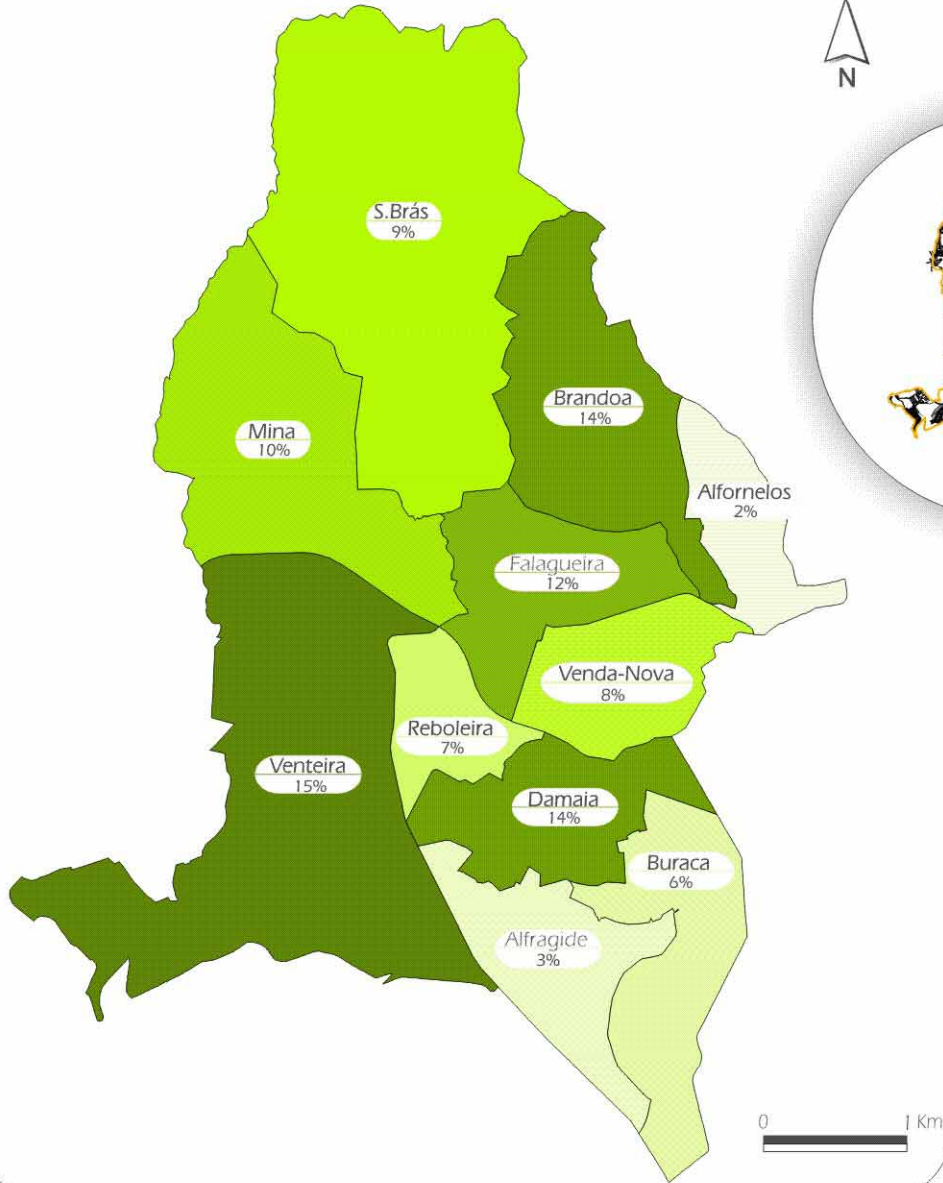 N
S.Brás
9%
Brandoa
14%
Mina
10%
Alfornelos
2%
Falagueira
12%
Venda-Nova
8%
Reboleira
7%
Venteira
15%
Damaia
14%
Buraca
6%
Alfragide
3%
0 1 Km